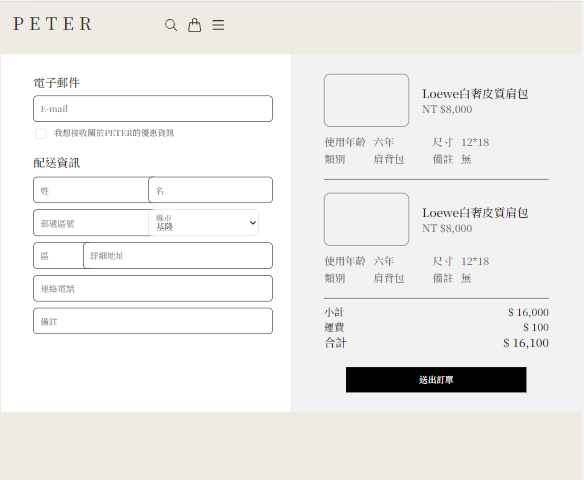 PETER
電子郵件
E-mail
我想接收關於PETER的優惠資訊
配送資訊
姓
名
郵遞區號
縣市
基隆
區
詳細地址
連絡電話
備註
Loewe白奢皮質肩包
NT $8,000
使用年齡 六年 尺寸 12*18
類別 肩背包 備註 無
Loewe白奢皮質肩包
NT $8,000
使用年齡 六年 尺寸 12*18
類別 肩背包 備註 無
小計 $ 16,000
運費 $ 100
合計 $ 16,100
送出訂單